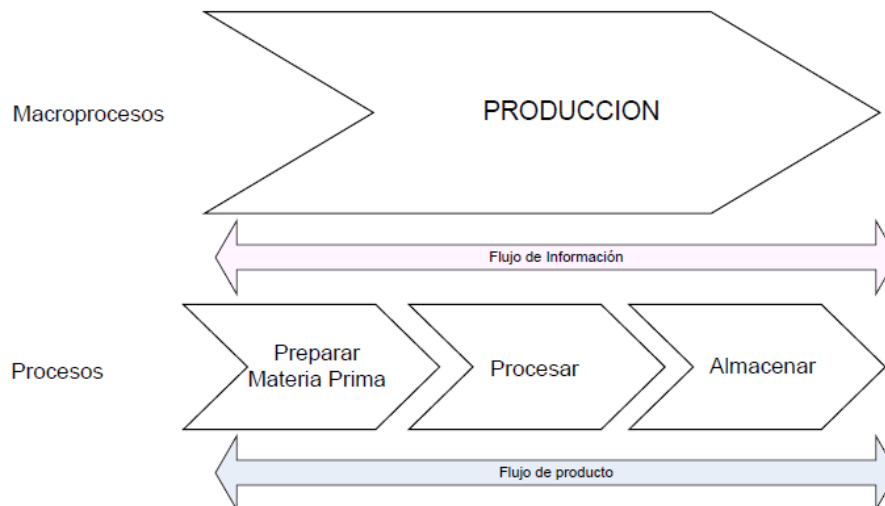 Macroprocesos
PRODUCCION
Flujo de Información
Procesos
Preparar
Materia Prima
Procesar
Almacenar
Flujo de producto